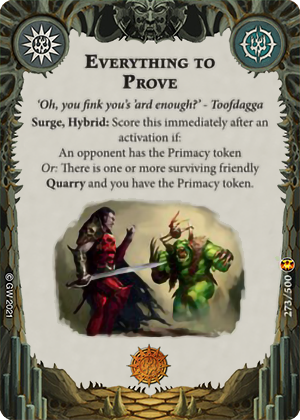 EVERYTHING TO
PROVE
'Oh, you fink you's 'ard enough?' - Toofdagga
Surge, Hybrid: Score this immediately after an
activation if:
An opponent has the Primacy token
Or: There is one or more surviving friendly
Quarry and you have the Primacy token.
© GW 2021
273/500